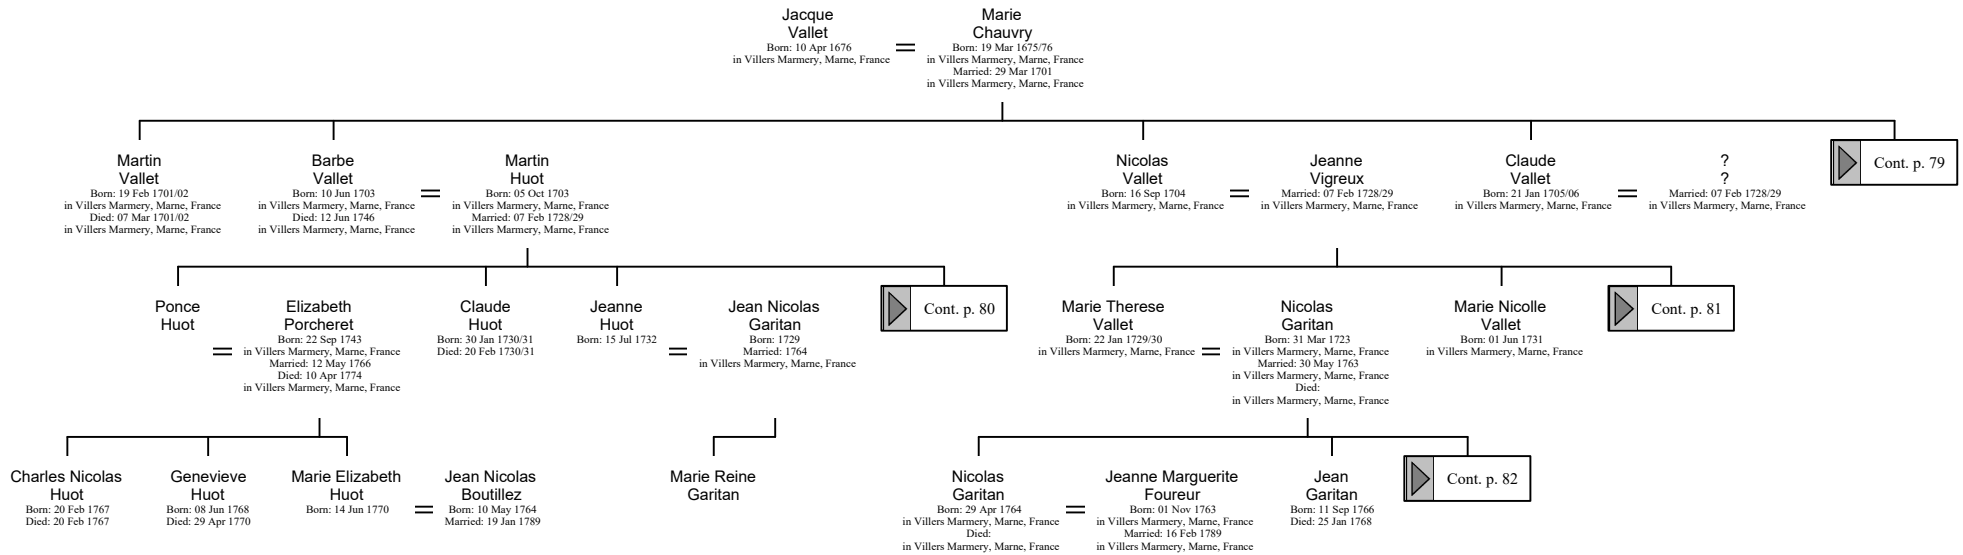 Jacque
Vallet
Born: 10 Apr 1676
in Villers Marmery, Marne, France
=
Marie
Chauvry
Born: 19 Mar 1675/76
in Villers Marmery, Marne, France
Married: 29 Mar 1701
in Villers Marmery, Marne, France
Martin
Vallet
Born: 19 Feb 1701/02
in Villers Marmery, Marne, France
Died: 07 Mar 1701/02
in Villers Marmery, Marne, France
Barbe
Vallet
Born: 10 Jun 1703
in Villers Marmery, Marne, France
Died: 12 Jun 1746
in Villers Marmery, Marne, France
=
Martin
Huot
Born: 05 Oct 1703
in Villers Marmery, Marne, France
Married: 07 Feb 1728/29
in Villers Marmery, Marne, France
Nicolas
Vallet
Born: 16 Sep 1704
in Villers Marmery, Marne, France
=
Jeanne
Vigreux
Married: 07 Feb 1728/29
in Villers Marmery, Marne, France
Claude
Vallet
Born: 21 Jan 1705/06
in Villers Marmery, Marne, France
=
?
?
Married: 07 Feb 1728/29
in Villers Marmery, Marne, France
Cont. p. 79
Ponce
Huot
=
Elizabeth
Porcheret
Born: 22 Sep 1743
in Villers Marmery, Marne, France
Married: 12 May 1766
Died: 10 Apr 1774
in Villers Marmery, Marne, France
Claude
Huot
Born: 30 Jan 1730/31
Died: 20 Feb 1730/31
Jeanne
Huot
Born: 15 Jul 1732
=
Jean Nicolas
Garitan
Born: 1729
Married: 1764
in Villers Marmery, Marne, France
Cont. p. 80
Marie Therese
Vallet
Born: 22 Jan 1729/30
in Villers Marmery, Marne, France
=
Nicolas
Garitan
Born: 31 Mar 1723
in Villers Marmery, Marne, France
Married: 30 May 1763
in Villers Marmery, Marne, France
Died:
in Villers Marmery, Marne, France
Marie Nicolle
Vallet
Born: 01 Jun 1731
in Villers Marmery, Marne, France
Cont. p. 81
Charles Nicolas
Huot
Born: 20 Feb 1767
Died: 20 Feb 1767
Genevieve
Huot
Born: 08 Jun 1768
Died: 29 Apr 1770
Marie Elizabeth
Huot
Born: 14 Jun 1770
=
Jean Nicolas
Boutillez
Born: 10 May 1764
Married: 19 Jan 1789
Marie Reine
Garitan
Nicolas
Garitan
Born: 29 Apr 1764
in Villers Marmery, Marne, France
Died:
in Villers Marmery, Marne, France
=
Jeanne Marguerite
Foureur
Born: 01 Nov 1763
in Villers Marmery, Marne, France
Married: 16 Feb 1789
in Villers Marmery, Marne, France
Jean
Garitan
Born: 11 Sep 1766
Died: 25 Jan 1768
Cont. p. 82